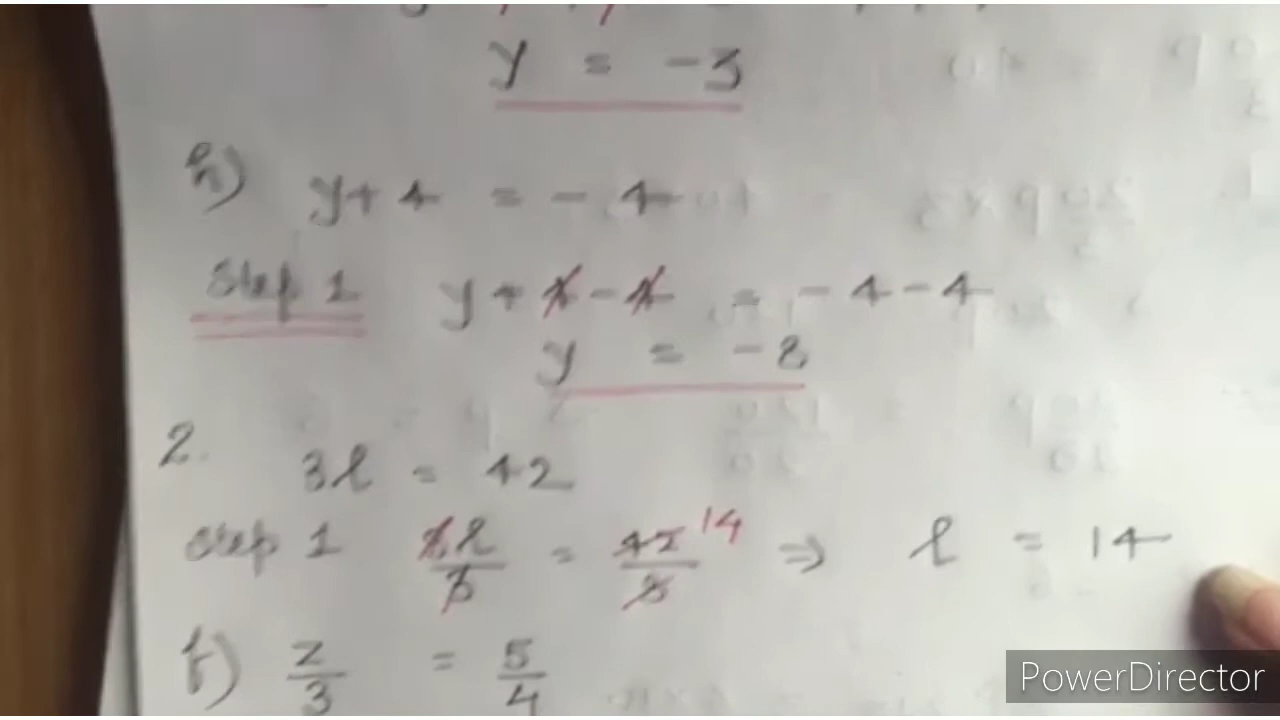 y = -3
h) y + 4 = - 4
Step 1 y + 4 - 4 = - 4 - 4
y = - 8
2. 3l = 42
Step 1 3l/3 = 42/3 14 ⇒ l = 14
f) z/3 = 5/4
PowerDirector